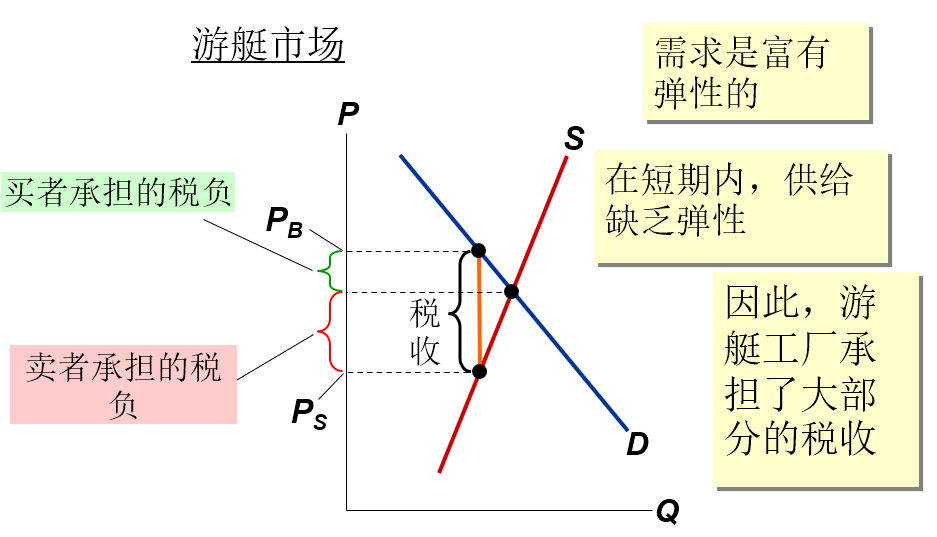 游艇市场
需求是富有
弹性的
P
S
在短期内，供给
缺乏弹性
买者承担的税负
PB
因此，游
艇工厂承
担了大部
分的税收
税
收
卖者承担的税
负
PS
D
Q